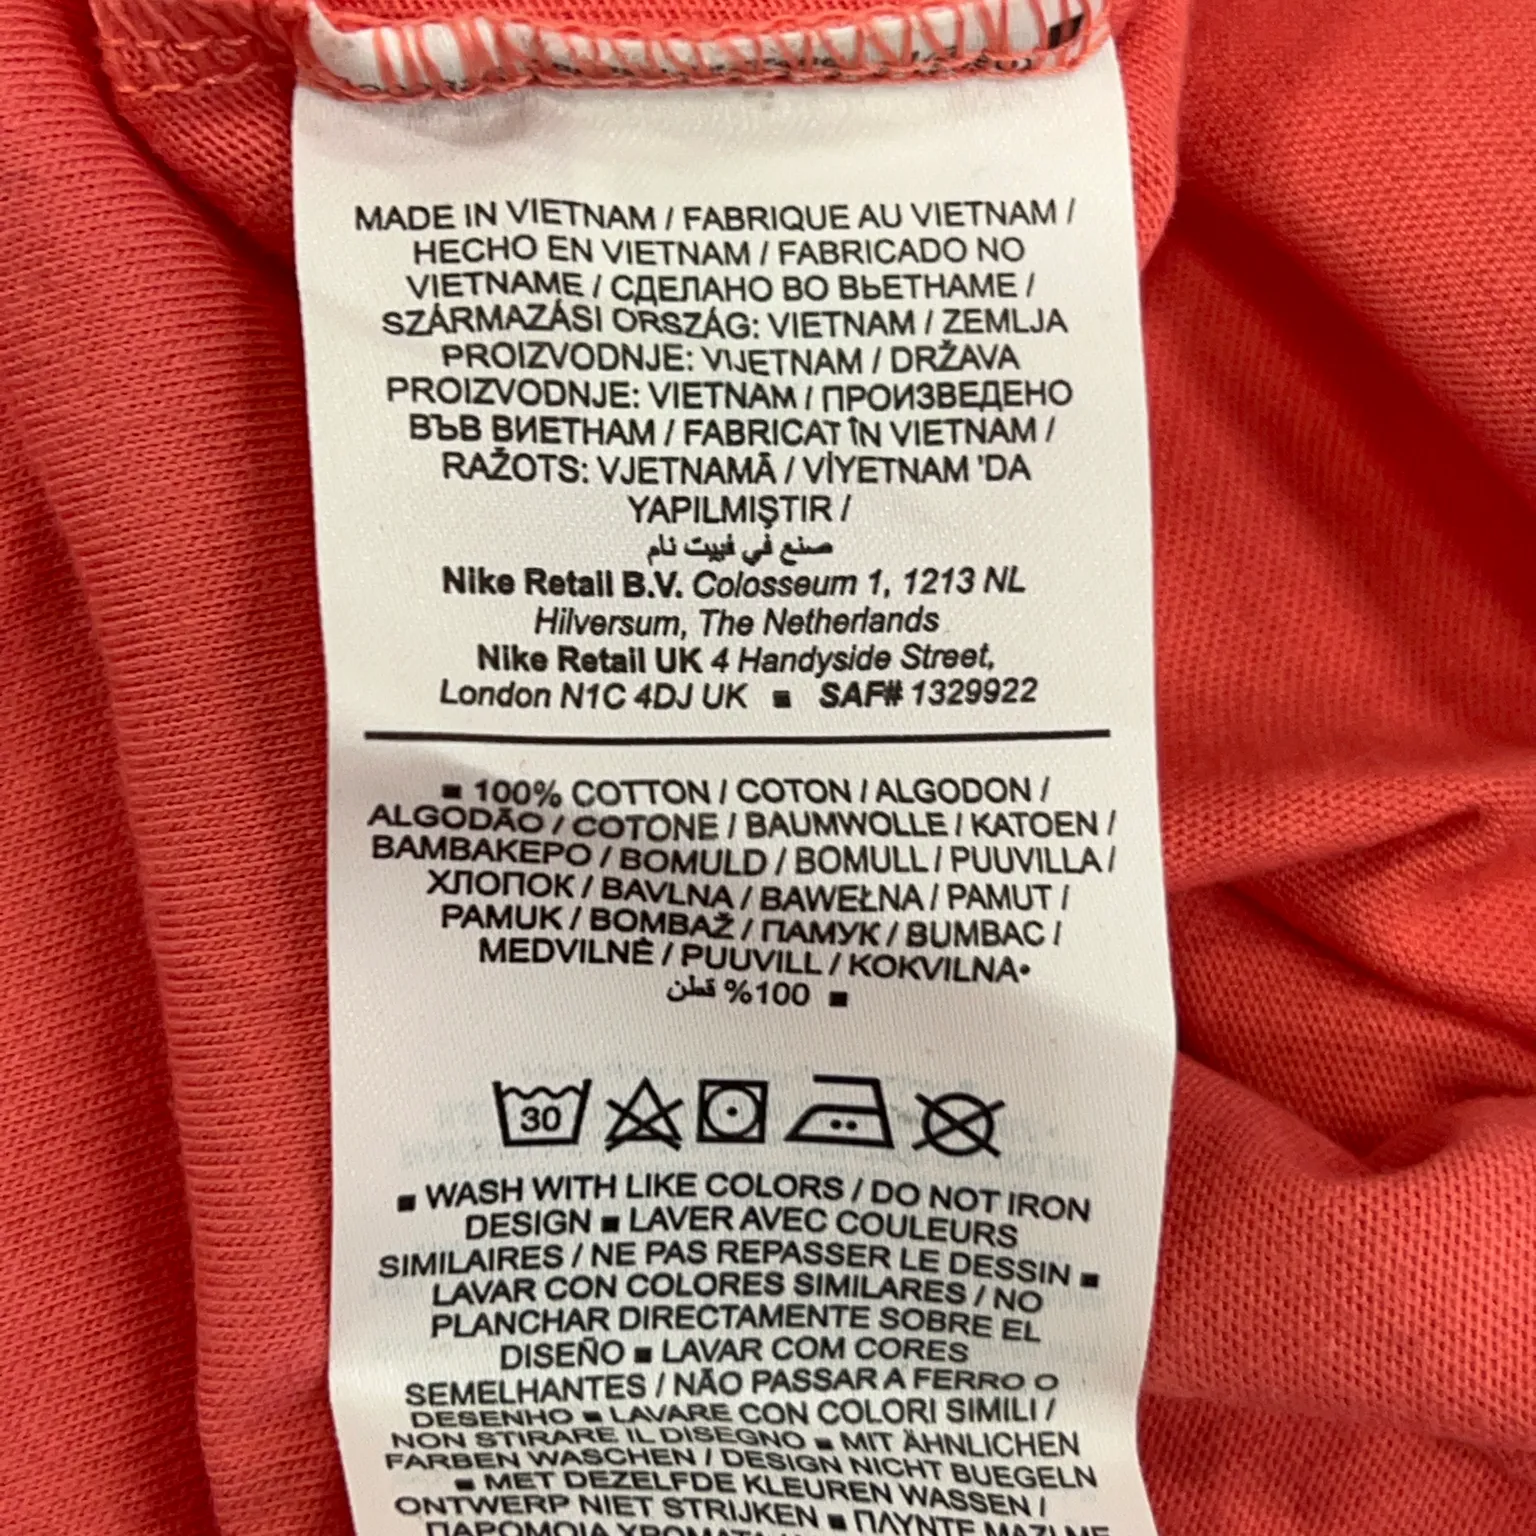 MADE IN VIETNAM / FABRIQUE AU VIETNAM /
HECHO EN VIETNAM / FABRICADO NO
VIETNAME / СДЕЛАНО ВО ВЬЕТНАМЕ /
SZÁRMAZÁSI ORSZÁG: VIETNAM / ZEMLJA
PROIZVODNJE: VIJETNAM / DRŽAVA
PROIZVODNJE: VIETNAM / ПРОИЗВЕДЕНО
ВЪВ ВИЕТНАМ / FABRICAT ÎN VIETNAM /
RAŽOTS: VJETNAMĀ / VİYETNAM 'DA
YAPILMIŞTIR /
صنع في فييت نام
Nike Retail B.V. Colosseum 1, 1213 NL
Hilversum, The Netherlands
Nike Retail UK 4 Handyside Street,
London N1C 4DJ UK ■ SAF# 1329922
■ 100% COTTON / COTON / ALGODON /
ALGODÃO / COTONE / BAUMWOLLE / KATOEN /
ΒΑΜΒΑΚΕΡΟ / BOMULD / BOMULL / PUUVILLA /
ХЛОПОК / BAVLNA / BAWEŁNA / PAMUT /
PAMUK / BOMBAŽ / ПАМУК / BUMBAC /
MEDVILNĖ / PUUVILL / KOKVILNA•
100% قطن ■
30
■ WASH WITH LIKE COLORS / DO NOT IRON
DESIGN ■ LAVER AVEC COULEURS
SIMILAIRES / NE PAS REPASSER LE DESSIN ■
LAVAR CON COLORES SIMILARES / NO
PLANCHAR DIRECTAMENTE SOBRE EL
DISEÑO ■ LAVAR COM CORES
SEMELHANTES / NÃO PASSAR A FERRO O
DESENHO ■ LAVARE CON COLORI SIMILI /
NON STIRARE IL DISEGNO ■ MIT ÄHNLICHEN
FARBEN WASCHEN / DESIGN NICHT BUEGELN
■ MET DEZELFDE KLEUREN WASSEN /
ONTWERP NIET STRIJKEN ■ ΠΛΥΝΤΕ ΜΑΖΙ ΜΕ
ΠΑΡΟΜΟΙΑ ΧΡΩΜΑΤΑ